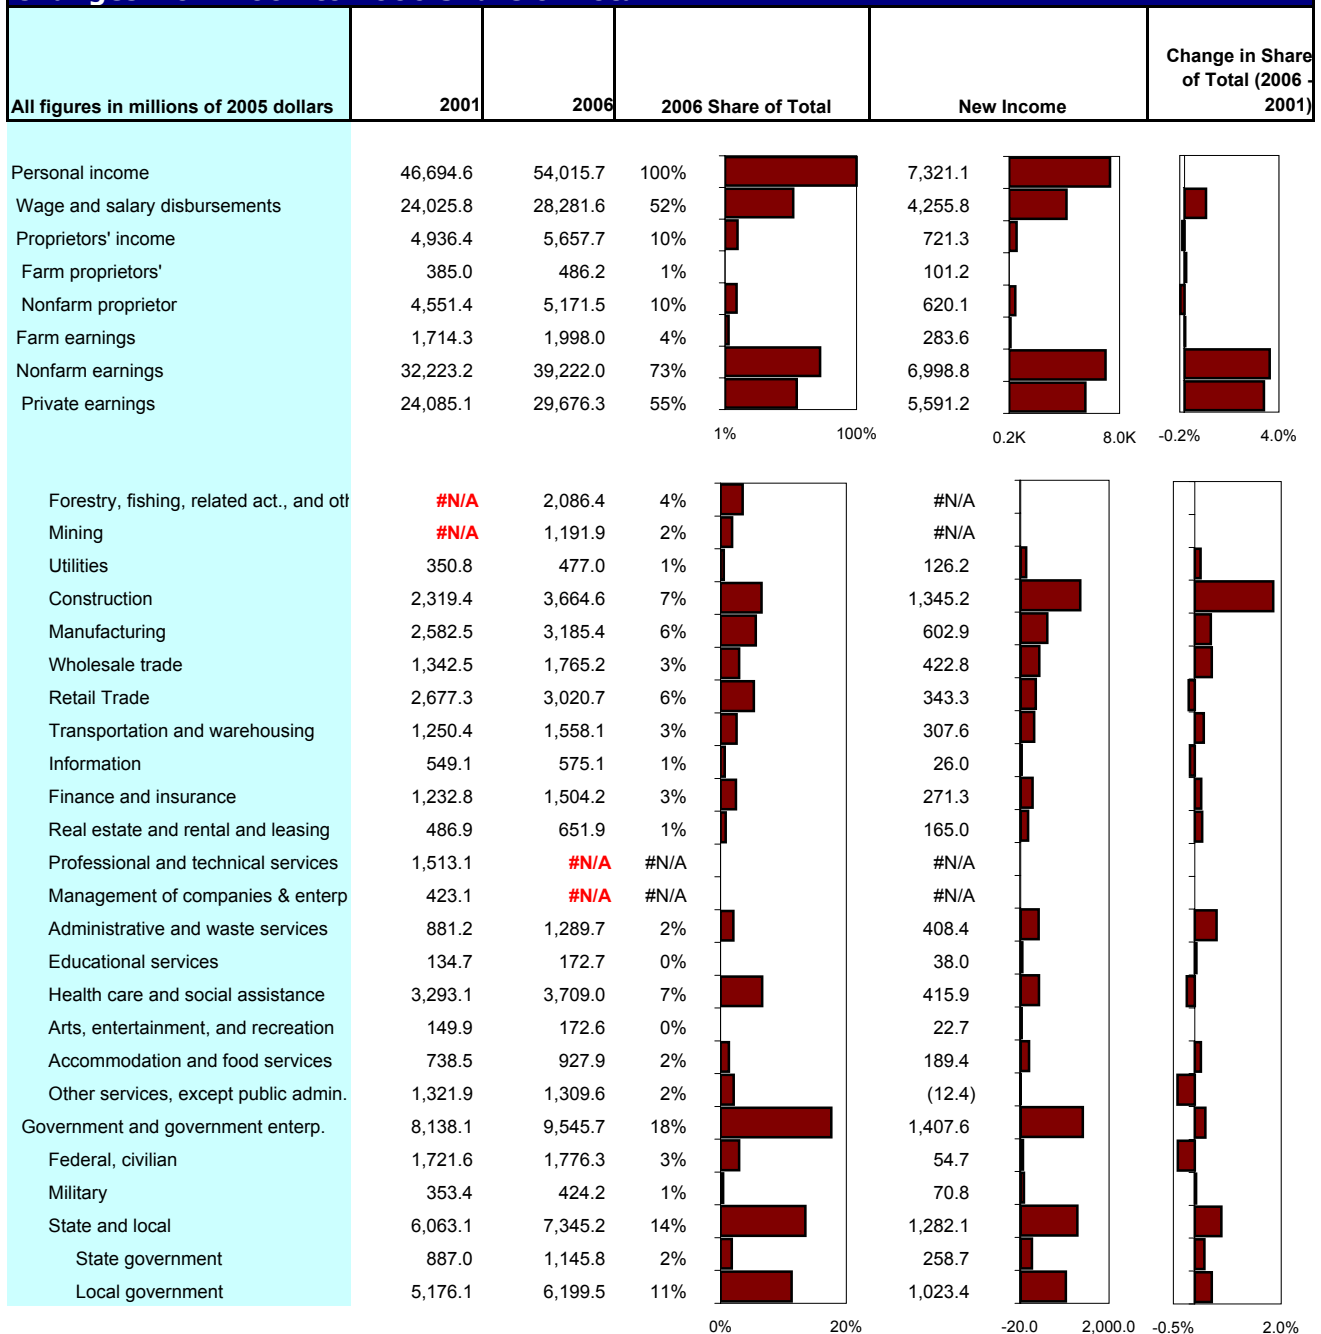 Change in Share
of Total (2006 -
All figures in millions of 2005 dollars 2001 2006 2006 Share of Total New Income 2001)
Personal income 46,694.6 54,015.7 100% 7,321.1
Wage and salary disbursements 24,025.8 28,281.6 52% 4,255.8
Proprietors' income 4,936.4 5,657.7 10% 721.3
Farm proprietors' 385.0 486.2 1% 101.2
Nonfarm proprietor 4,551.4 5,171.5 10% 620.1
Farm earnings 1,714.3 1,998.0 4% 283.6
Nonfarm earnings 32,223.2 39,222.0 73% 6,998.8
Private earnings 24,085.1 29,676.3 55% 5,591.2
1% 100% 0.2K 8.0K -0.2% 4.0%
Forestry, fishing, related act., and oth #N/A 2,086.4 4% #N/A
Mining #N/A 1,191.9 2% #N/A
Utilities 350.8 477.0 1% 126.2
Construction 2,319.4 3,664.6 7% 1,345.2
Manufacturing 2,582.5 3,185.4 6% 602.9
Wholesale trade 1,342.5 1,765.2 3% 422.8
Retail Trade 2,677.3 3,020.7 6% 343.3
Transportation and warehousing 1,250.4 1,558.1 3% 307.6
Information 549.1 575.1 1% 26.0
Finance and insurance 1,232.8 1,504.2 3% 271.3
Real estate and rental and leasing 486.9 651.9 1% 165.0
Professional and technical services 1,513.1 #N/A #N/A #N/A
Management of companies & enterp 423.1 #N/A #N/A #N/A
Administrative and waste services 881.2 1,289.7 2% 408.4
Educational services 134.7 172.7 0% 38.0
Health care and social assistance 3,293.1 3,709.0 7% 415.9
Arts, entertainment, and recreation 149.9 172.6 0% 22.7
Accommodation and food services 738.5 927.9 2% 189.4
Other services, except public admin. 1,321.9 1,309.6 2% (12.4)
Government and government enterp. 8,138.1 9,545.7 18% 1,407.6
Federal, civilian 1,721.6 1,776.3 3% 54.7
Military 353.4 424.2 1% 70.8
State and local 6,063.1 7,345.2 14% 1,282.1
State government 887.0 1,145.8 2% 258.7
Local government 5,176.1 6,199.5 11% 1,023.4
0% 20% -20.0 2,000.0 -0.5% 2.0%